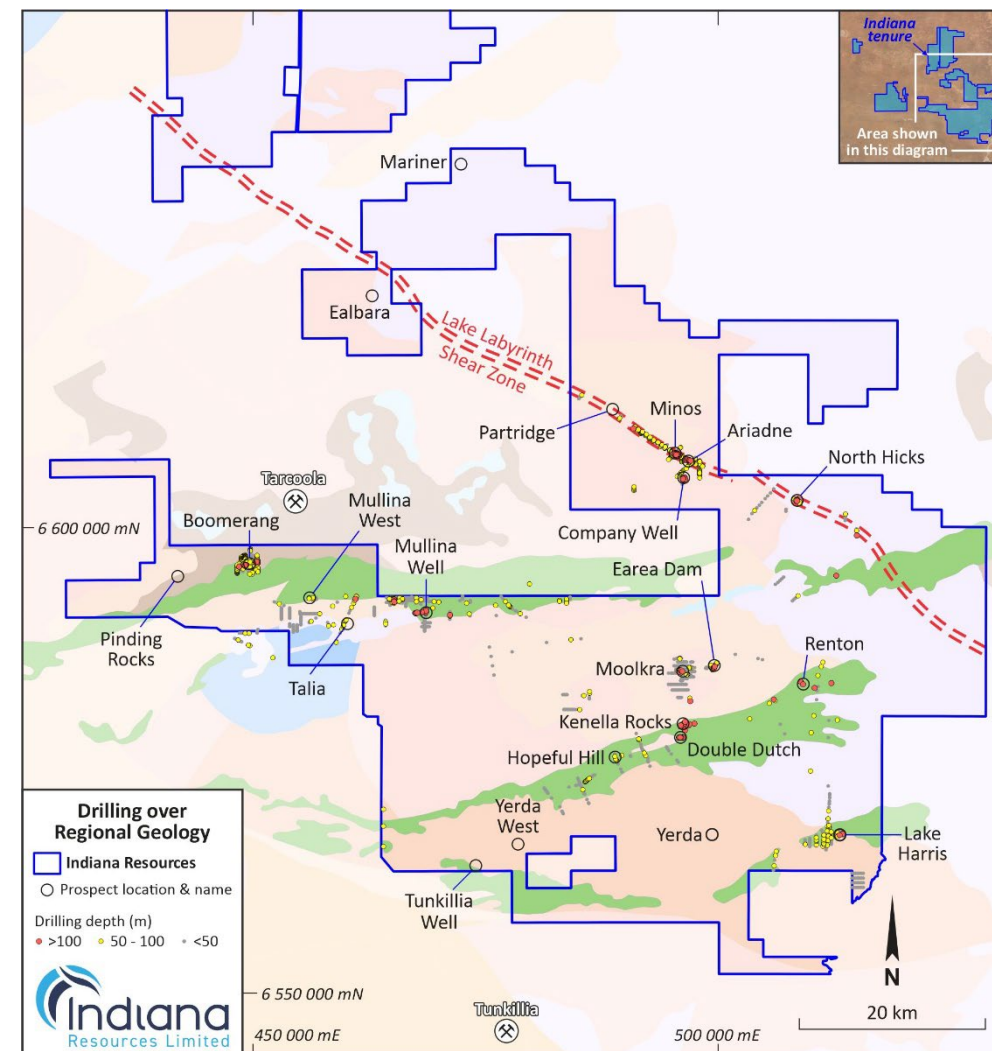 Indiana
tenure
Area shown
in this diagram
Mariner
Ealbara
Lake Labyrinth
Shear Zone
Partridge
Minos
Ariadne
North Hicks
Company Well
Tarcoola
Mullina
West
Boomerang
6 600 000 mN
Mullina
Well
Earea Dam
Pinding
Rocks
Talia
Moolkra
Renton
Kenella Rocks
Double Dutch
Hopeful Hill
Yerda
West
Yerda
Lake
Harris
Tunkillia
Well
Drilling over
Regional Geology
Indiana Resources
Prospect location & name
Drilling depth (m)
>100 50 - 100 <50
Indiana
Resources Limited
6 550 000 mN
450 000 mE
Tunkillia
500 000 mE
N
20 km